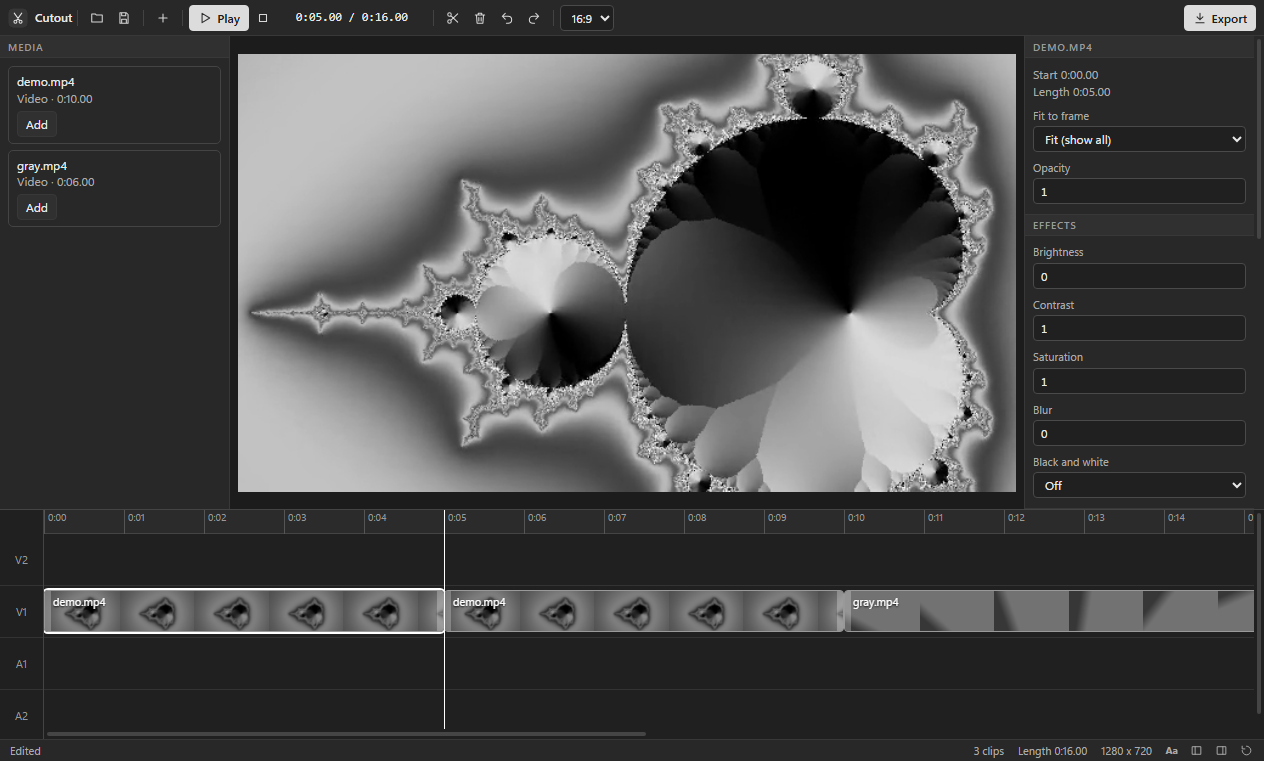 Cutout
Play
0:05.00 / 0:16.00
16:9
Export
MEDIA
demo.mp4
Video · 0:10.00
Add
gray.mp4
Video · 0:06.00
Add
DEMO.MP4
Start 0:00.00
Length 0:05.00
Fit to frame
Fit (show all)
Opacity
1
EFFECTS
Brightness
0
Contrast
1
Saturation
1
Blur
0
Black and white
Off
0:00 0:01 0:02 0:03 0:04 0:05 0:06 0:07 0:08 0:09 0:10 0:11 0:12 0:13 0:14 0
V2
V1
demo.mp4 demo.mp4 gray.mp4
A1
A2
Edited
3 clips Length 0:16.00 1280 x 720 Aa